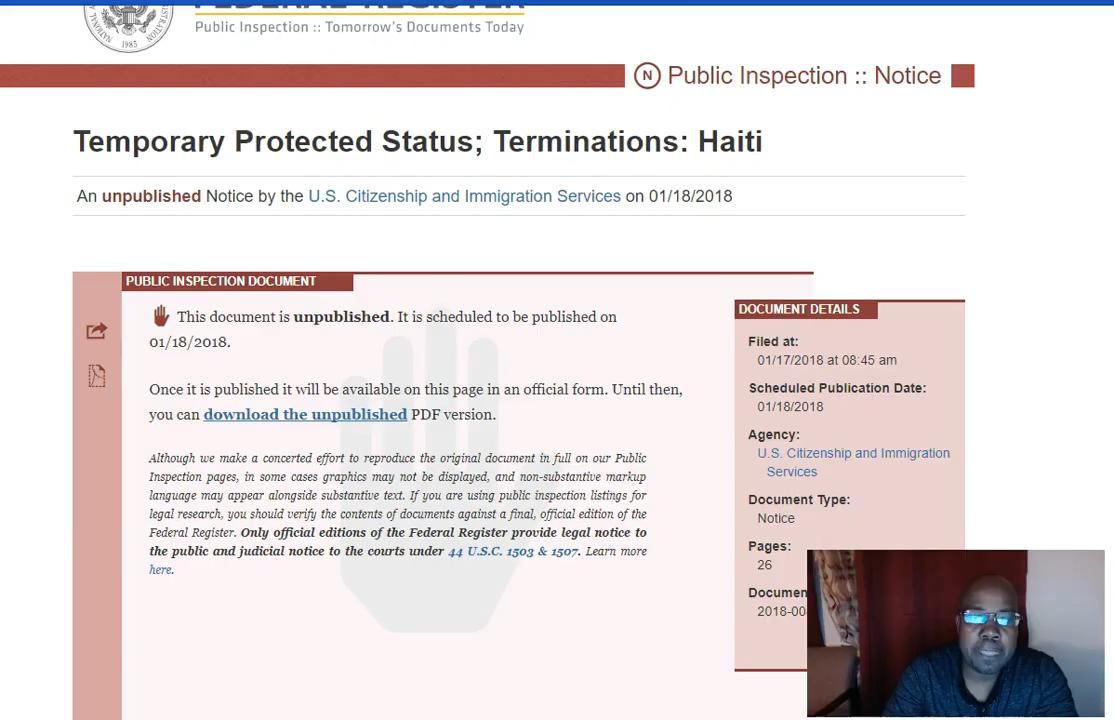 FEDERAL REGISTER
Public Inspection :: Tomorrow's Documents Today
1985
N Public Inspection :: Notice
Temporary Protected Status; Terminations: Haiti
An unpublished Notice by the U.S. Citizenship and Immigration Services on 01/18/2018
PUBLIC INSPECTION DOCUMENT
This document is unpublished. It is scheduled to be published on
01/18/2018.
Once it is published it will be available on this page in an official form. Until then,
you can download the unpublished PDF version.
Although we make a concerted effort to reproduce the original document in full on our Public
Inspection pages, in some cases graphics may not be displayed, and non-substantive markup
language may appear alongside substantive text. If you are using public inspection listings for
legal research, you should verify the contents of documents against a final, official edition of the
Federal Register. Only official editions of the Federal Register provide legal notice to
the public and judicial notice to the courts under 44 U.S.C. 1503 & 1507. Learn more
here.
DOCUMENT DETAILS
Filed at:
01/17/2018 at 08:45 am
Scheduled Publication Date:
01/18/2018
Agency:
U.S. Citizenship and Immigration
Services
Document Type:
Notice
Pages:
26
Documen
2018-00